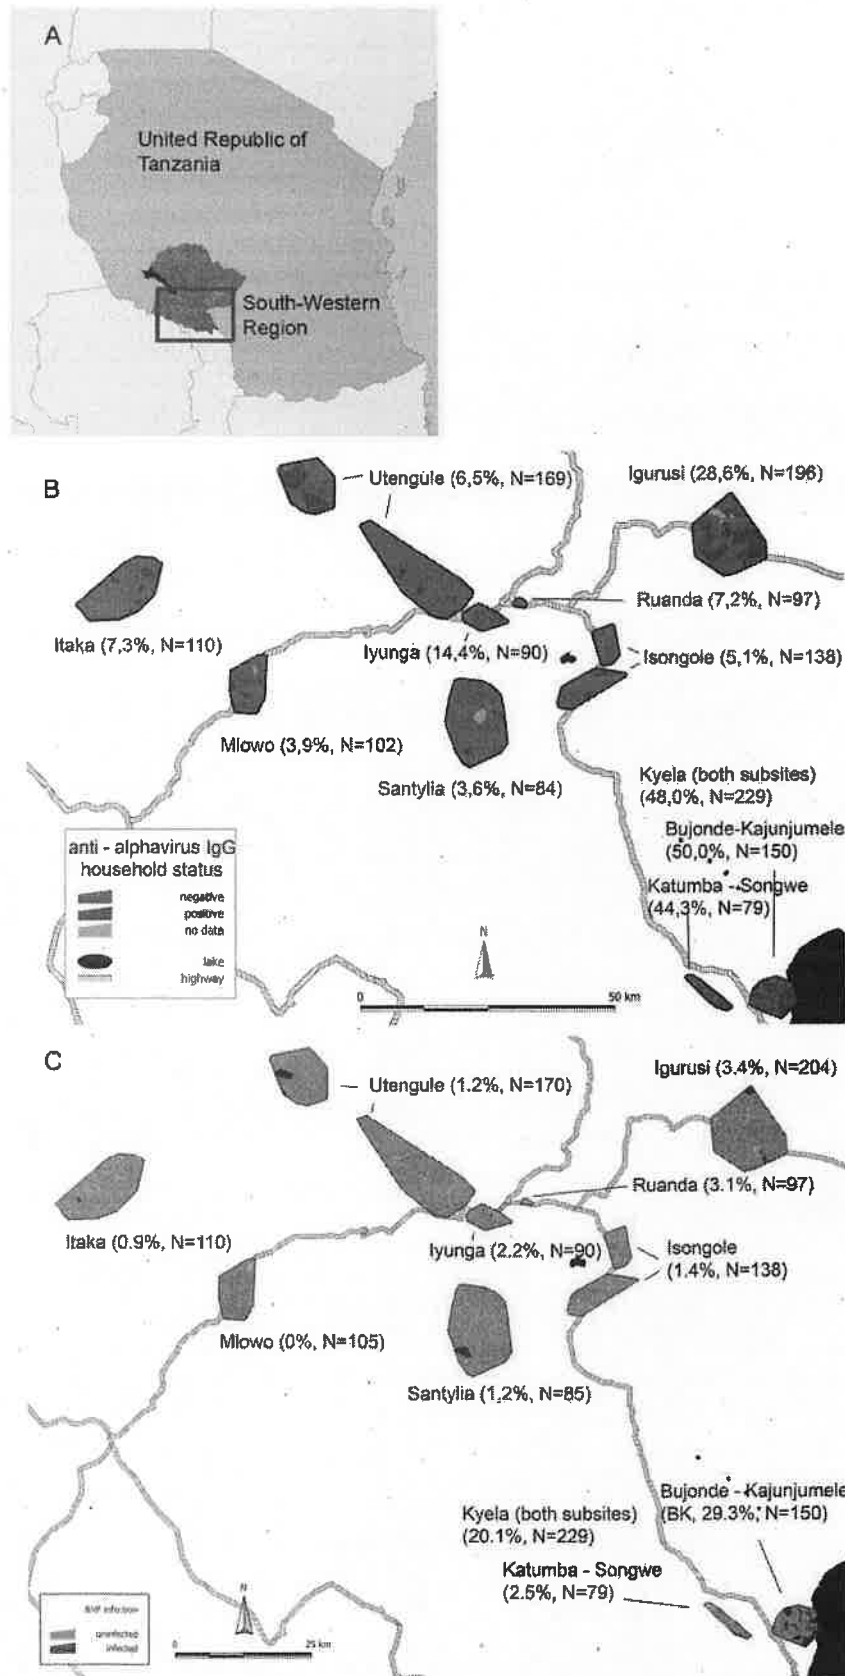 A
United Republic of
Tanzania
South-Western
Region
B
Utengule (6,5%, N=169)
Igurusi (28,6%, N=196)
Ruanda (7,2%, N=97)
Itaka (7,3%, N=110)
Iyunga (14,4%, N=90)
Isongole (5,1%, N=138)
Mlowo (3,9%, N=102)
Santylia (3,6%, N=84)
Kyela (both subsites)
(48,0%, N=229)
Bujonde-Kajunjumele
(50,0%, N=150)
Katumba - Songwe
(44,3%, N=79)
anti - alphavirus IgG
household status
negative
positive
no data
lake
highway
N
0
50 km
C
Utengule (1.2%, N=170)
Igurusi (3.4%, N=204)
Ruanda (3.1%, N=97)
Itaka (0.9%, N=110)
Iyunga (2.2%, N=90)
Isongole
(1.4%, N=138)
Mlowo (0%, N=105)
Santylia (1,2%, N=85)
Bujonde - Kajunjumele
(BK, 29.3%, N=150)
Kyela (both subsites)
(20.1%, N=229)
Katumba - Songwe
(2.5%, N=79)
infection
uninfected
infected
N
0
25 km